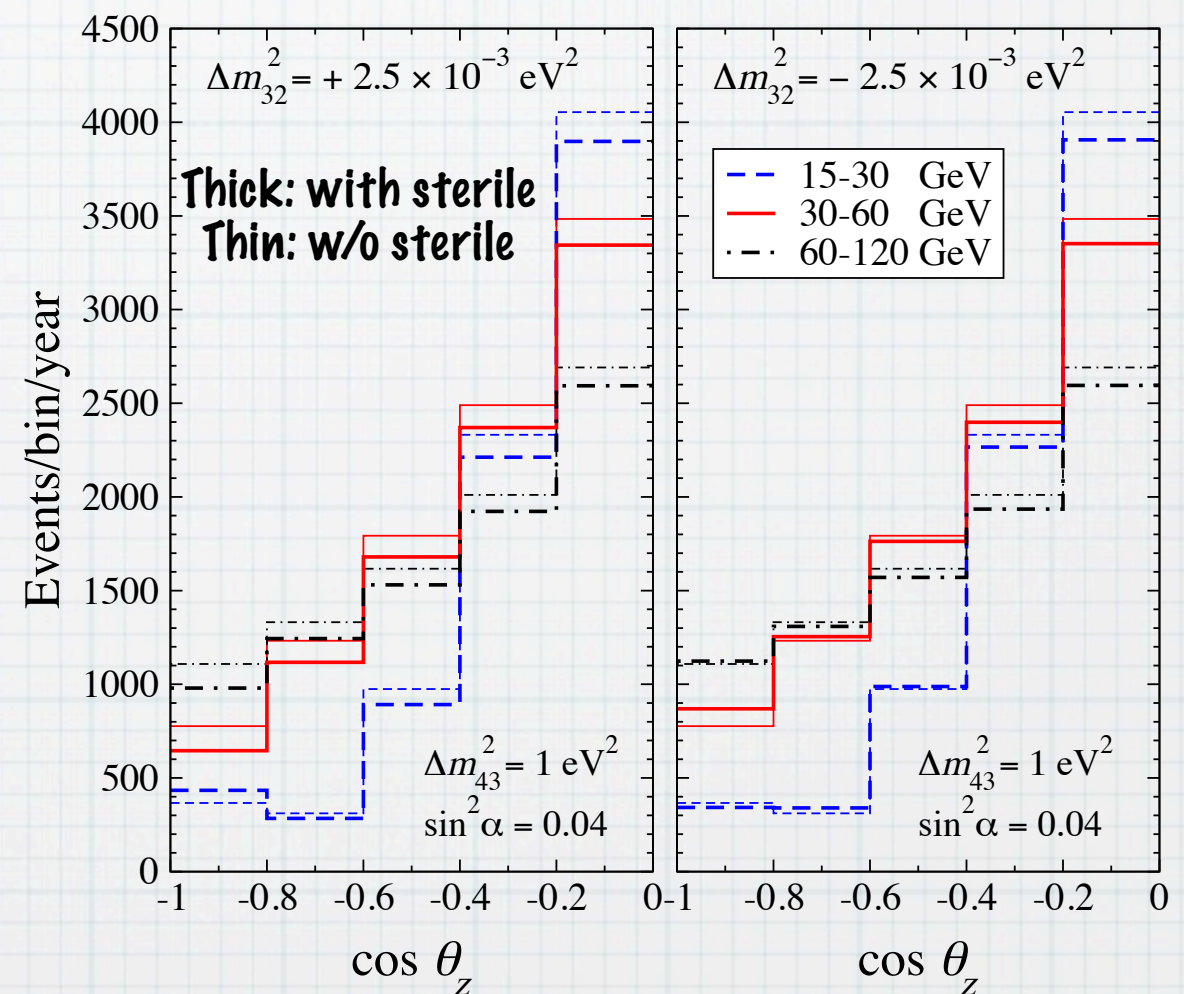 Δm²₃₂ = + 2.5 × 10⁻³ eV²
Thick: with sterile
Thin: w/o sterile
Δm²₄₃ = 1 eV²
sin²α = 0.04
Δm²₃₂ = − 2.5 × 10⁻³ eV²
15-30 GeV
30-60 GeV
60-120 GeV
Δm²₄₃ = 1 eV²
sin²α = 0.04
Events/bin/year
4500
4000
3500
3000
2500
2000
1500
1000
500
0
-1 -0.8 -0.6 -0.4 -0.2 0
-1 -0.8 -0.6 -0.4 -0.2 0
cos θz
cos θz